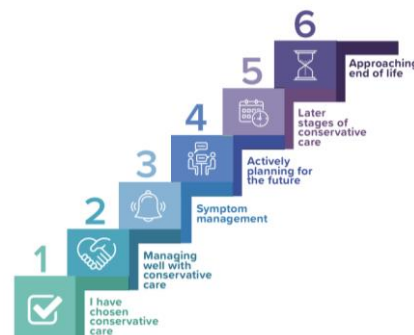 6
Approaching
end of life
5
Later
stages of
conservative
care
4
Actively
planning for
the future
3
Symptom
management
2
Managing
well with
conservative
care
1
I have
chosen
conservative
care